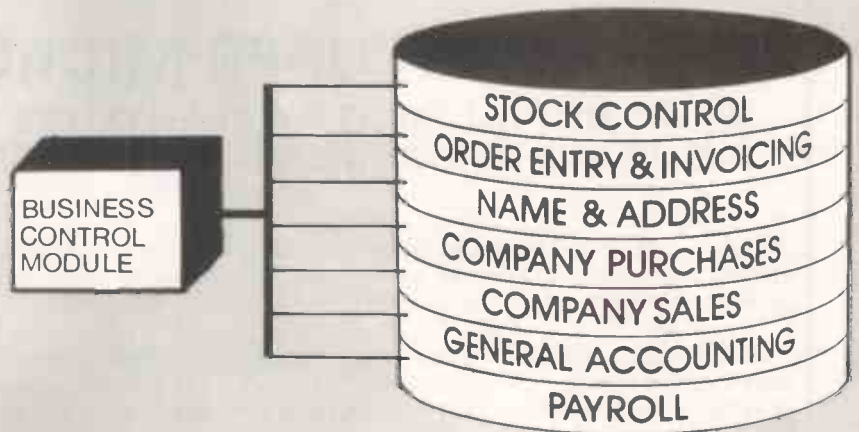 BUSINESS
CONTROL
MODULE
STOCK CONTROL
ORDER ENTRY & INVOICING
NAME & ADDRESS
COMPANY PURCHASES
COMPANY SALES
GENERAL ACCOUNTING
PAYROLL